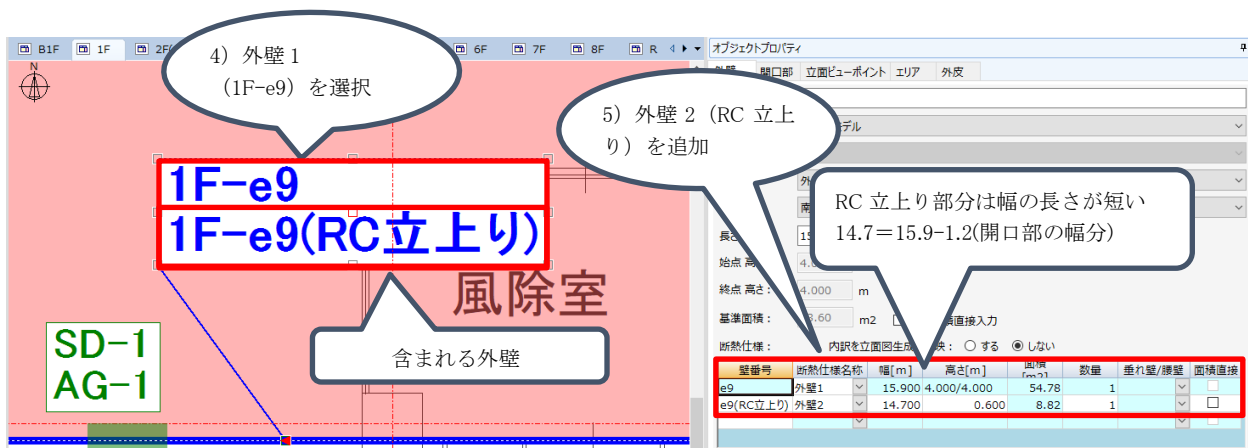 B1F 1F 2F 6F 7F 8F R
オブジェクトプロパティ
開口部 立面ビューポイント エリア 外皮
N
4）外壁 1
（1F-e9）を選択
5）外壁 2（RC 立上
り）を追加
デル
RC 立上り部分は幅の長さが短い
14.7＝15.9-1.2(開口部の幅分)
1F-e9
1F-e9(RC立上り)
風除室
含まれる外壁
SD-1
AG-1
終点 高さ： 4.000 m
基準面積： m2 積直接入力
断熱仕様： 内訳を立面図生成 する しない
壁番号 断熱仕様名称 幅[m] 高さ[m] 面積[m2] 数量 垂れ壁/腰壁 面積直接
e9 外壁1 15.900 4.000/4.000 54.78 1
e9(RC立上り) 外壁2 14.700 0.600 8.82 1